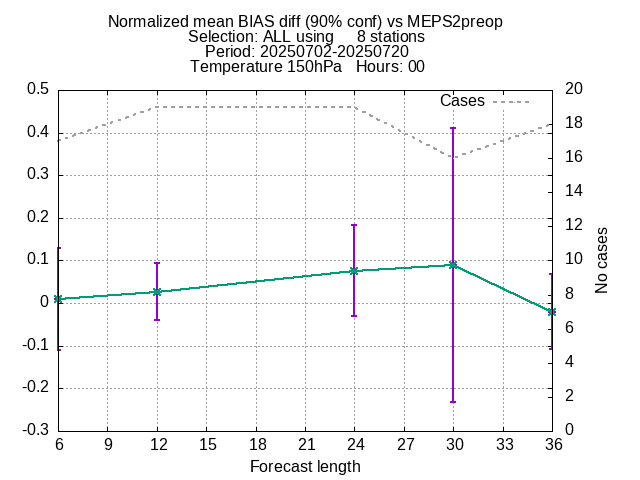 Normalized mean BIAS diff (90% conf) vs MEPS2preop
Selection: ALL using     8 stations
Period: 20250702-20250720
Temperature 150hPa   Hours: 00
Cases
0.5
0.4
0.3
0.2
0.1
0
-0.1
-0.2
-0.3
20
18
16
14
12
10
8
6
4
2
0
No cases
6 9 12 15 18 21 24 27 30 33 36
Forecast length